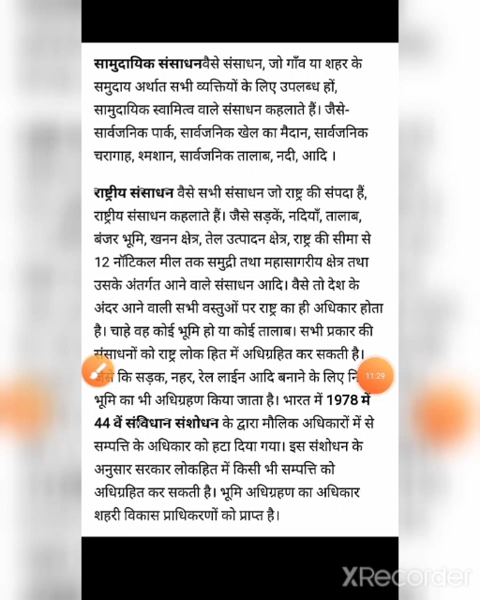 सामुदायिक संसाधनवैसे संसाधन, जो गाँव या शहर के
समुदाय अर्थात सभी व्यक्तियों के लिए उपलब्ध हों,
सामुदायिक स्वामित्व वाले संसाधन कहलाते हैं। जैसे-
सार्वजनिक पार्क, सार्वजनिक खेल का मैदान, सार्वजनिक
चरागाह, श्मशान, सार्वजनिक तालाब, नदी, आदि ।
राष्ट्रीय संसाधन वैसे सभी संसाधन जो राष्ट्र की संपदा हैं,
राष्ट्रीय संसाधन कहलाते हैं। जैसे सड़कें, नदियाँ, तालाब,
बंजर भूमि, खनन क्षेत्र, तेल उत्पादन क्षेत्र, राष्ट्र की सीमा से
12 नॉटिकल मील तक समुद्री तथा महासागरीय क्षेत्र तथा
उसके अंतर्गत आने वाले संसाधन आदि। वैसे तो देश के
अंदर आने वाली सभी वस्तुओं पर राष्ट्र का ही अधिकार होता
है। चाहे वह कोई भूमि हो या कोई तालाब। सभी प्रकार की
संसाधनों को राष्ट्र लोक हित में अधिग्रहित कर सकती है।
कि सड़क, नहर, रेल लाईन आदि बनाने के लिए
11:29
भूमि का भी अधिग्रहण किया जाता है। भारत में 1978 में
44 वें संविधान संशोधन के द्वारा मौलिक अधिकारों में से
सम्पत्ति के अधिकार को हटा दिया गया। इस संशोधन के
अनुसार सरकार लोकहित में किसी भी सम्पत्ति को
अधिग्रहित कर सकती है। भूमि अधिग्रहण का अधिकार
शहरी विकास प्राधिकरणों को प्राप्त है।
XRecorder